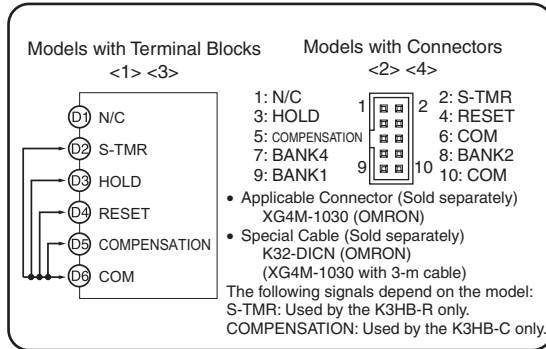 Models with Terminal Blocks
<1> <3>
D1 N/C
D2 S-TMR
D3 HOLD
D4 RESET
D5 COMPENSATION
D6 COM
Models with Connectors
<2> <4>
1: N/C
3: HOLD
5: COMPENSATION
7: BANK4
9: BANK1
1 2
9 10
2: S-TMR
4: RESET
6: COM
8: BANK2
10: COM
• Applicable Connector (Sold separately)
XG4M-1030 (OMRON)
• Special Cable (Sold separately)
K32-DICN (OMRON)
(XG4M-1030 with 3-m cable)
The following signals depend on the model:
S-TMR: Used by the K3HB-R only.
COMPENSATION: Used by the K3HB-C only.